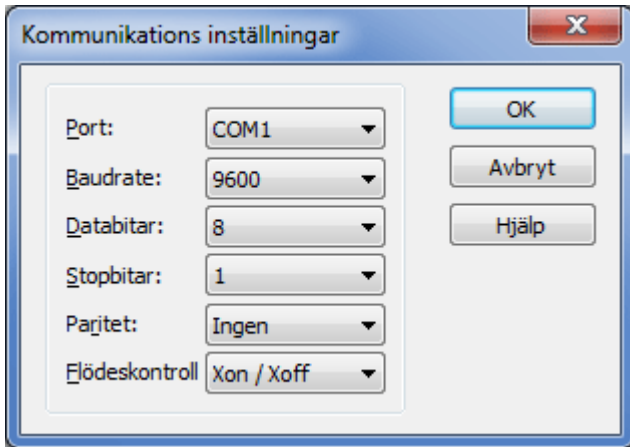 Kommunikations inställningar
Port: COM1
Baudrate: 9600
Databitar: 8
Stopbitar: 1
Paritet: Ingen
Flödeskontroll Xon / Xoff
OK
Avbryt
Hjälp